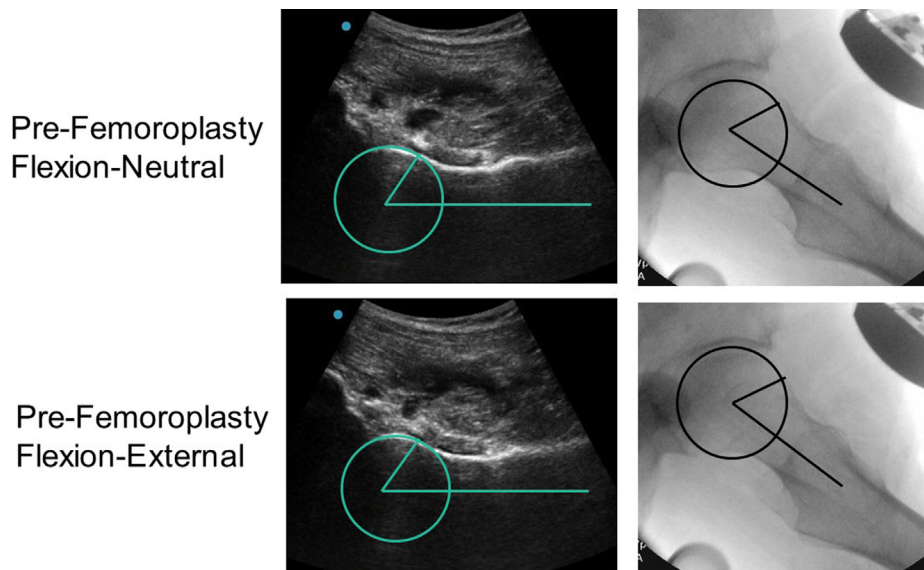 Pre-Femoroplasty
Flexion-Neutral
A
Pre-Femoroplasty
Flexion-External
A